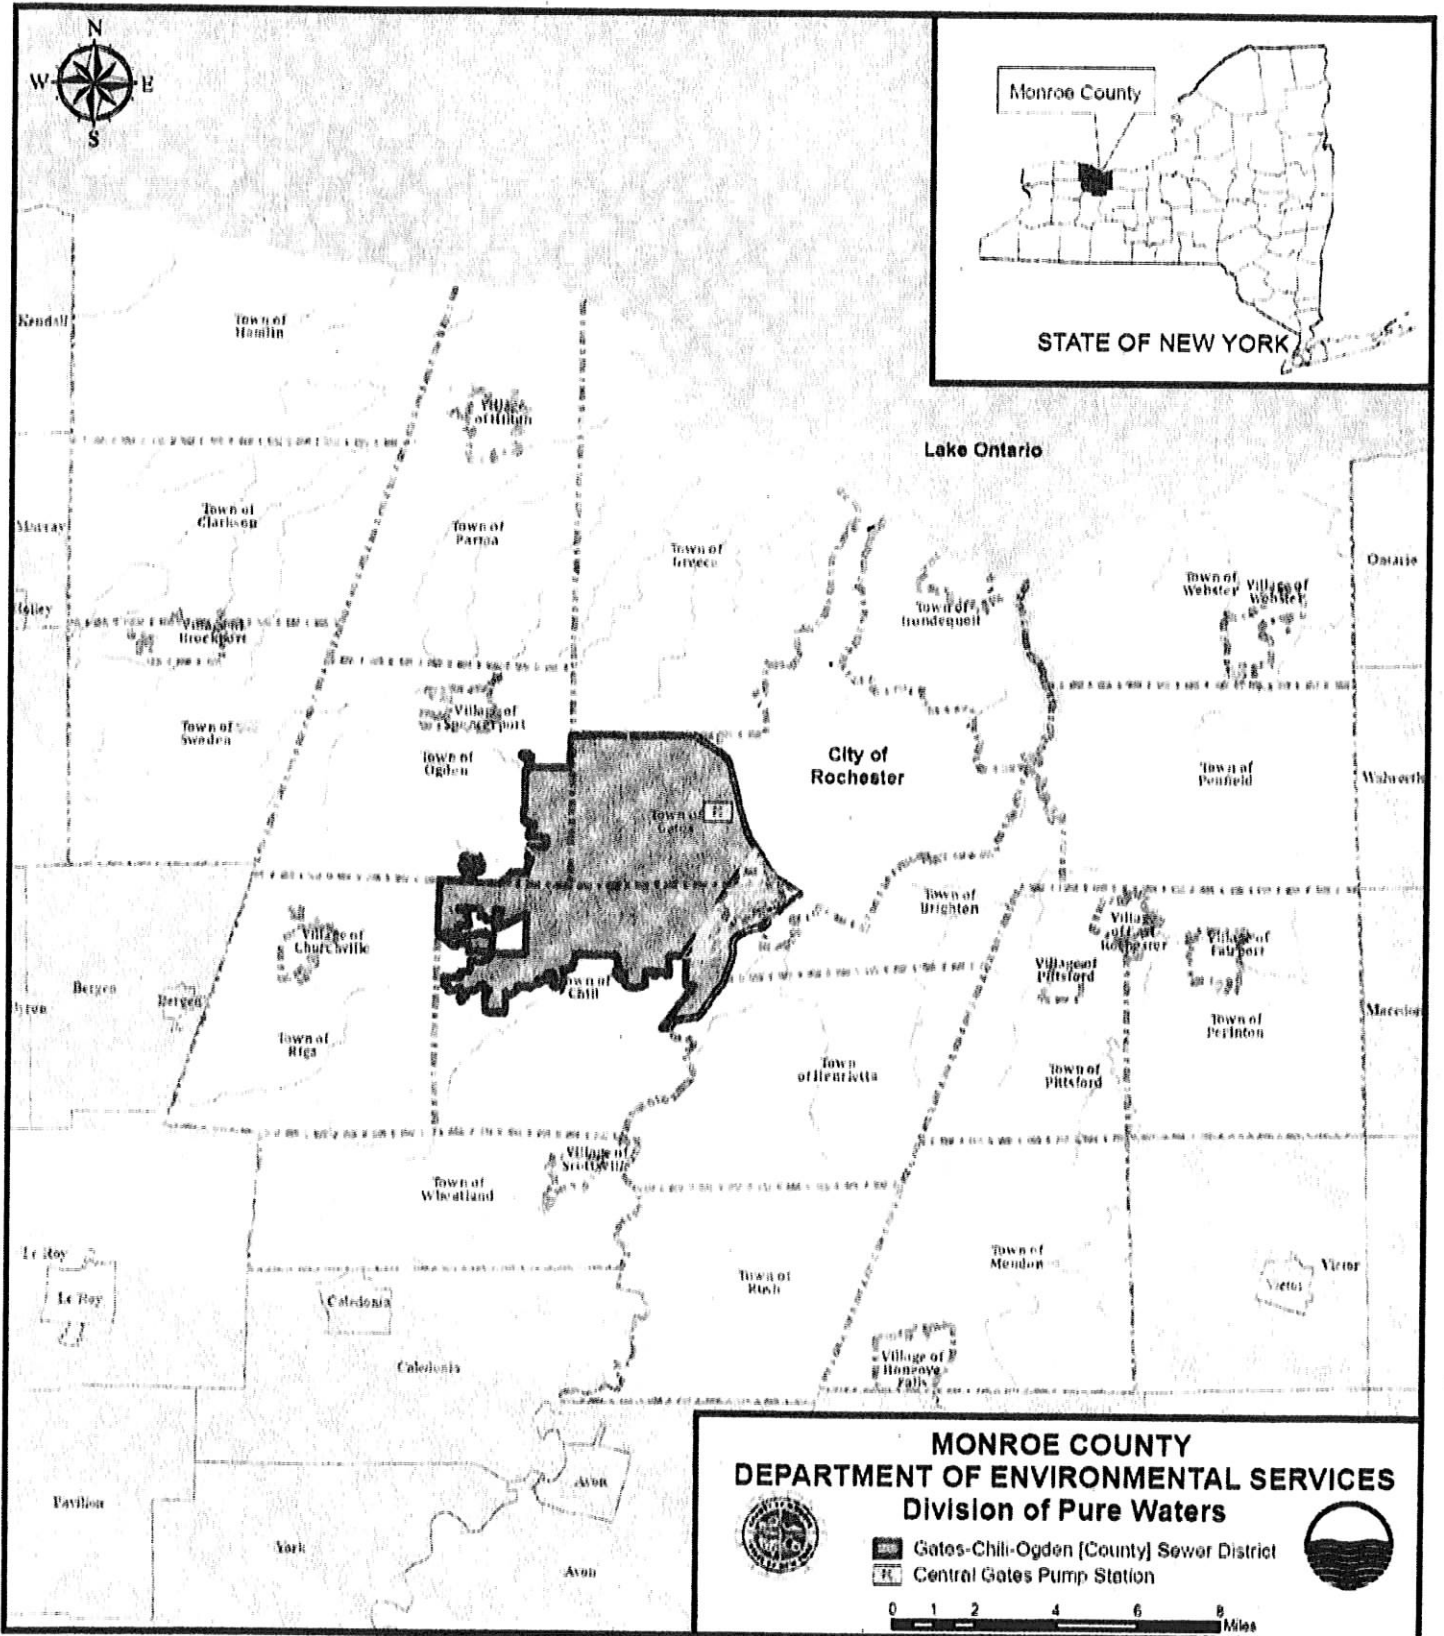 N
W E
S
Monroe County
STATE OF NEW YORK
Kendall
Town of
Hamlin
Village
of Hilton
Lake Ontario
Murray
Town of
Clarkson
Town of
Parma
Town of
Greece
Ontario
Town of
Webster
Village of
Webster
Holley
Village of
Brockport
Town of
Irondequoit
Town of
Sweden
Village of
Spencerport
Town of
Ogden
City of
Rochester
Town of
Penfield
Walworth
Town of
Gates
Town of
Brighton
Village of
Churchville
Village
of East
Rochester
Village of
Fairport
Village of
Pittsford
Bergen
Bergen
Byron
Town of
Chili
Macedon
Town of
Perinton
Town of
Riga
Town
of Henrietta
Town of
Pittsford
Village of
Scottsville
Town of
Wheatland
Le Roy
Le Roy
Caledonia
Caledonia
Town of
Rush
Town of
Mendon
Victor
Victor
Village of
Honeoye
Falls
Pavilion
York
Avon
Avon
MONROE COUNTY
DEPARTMENT OF ENVIRONMENTAL SERVICES
Division of Pure Waters
Gates-Chili-Ogden [County] Sewer District
Central Gates Pump Station
0 1 2 4 6 8
Miles